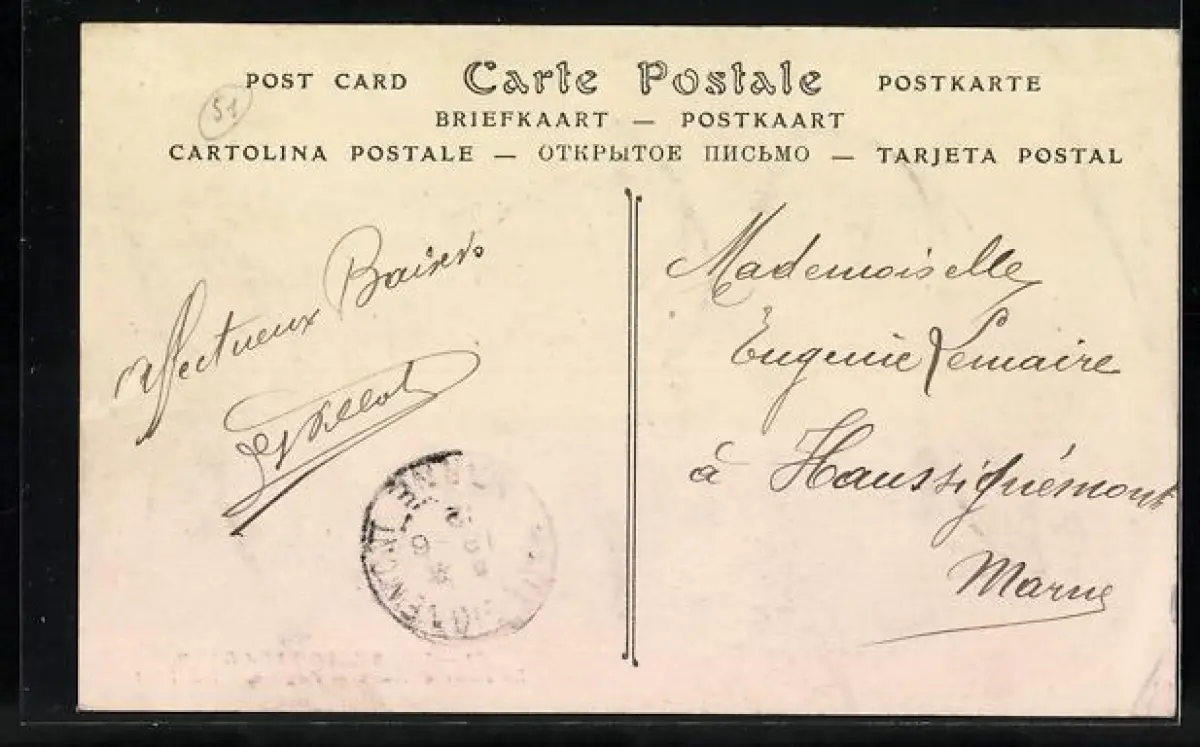 POST CARD Carte Postale POSTKARTE
51
BRIEFKAART — POSTKAART
CARTOLINA POSTALE — ОТКРЫТОЕ ПИСЬМО — TARJETA POSTAL
Affectueux Baisers
Mademoiselle
Eugenie Lemaire
à Haussignémont
Marne